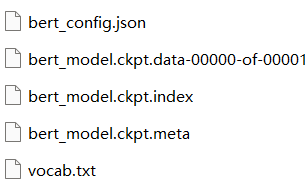 bert_config.json
bert_model.ckpt.data-00000-of-00001
bert_model.ckpt.index
bert_model.ckpt.meta
vocab.txt